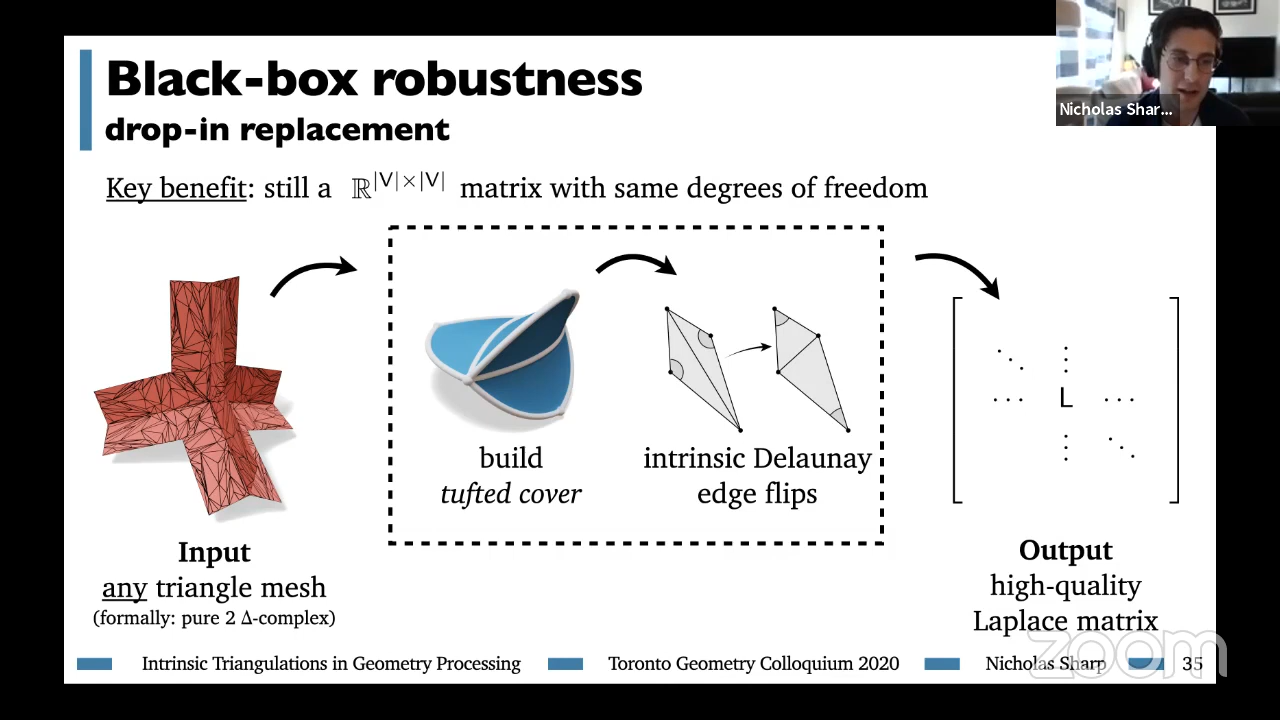 Black-box robustness
drop-in replacement
Nicholas Shar...
Key benefit: still a ℝ|V|×|V| matrix with same degrees of freedom
build
tufted cover
intrinsic Delaunay
edge flips
L
Input
any triangle mesh
(formally: pure 2 Δ-complex)
Output
high-quality
Laplace matrix
zoom
Intrinsic Triangulations in Geometry Processing
Toronto Geometry Colloquium 2020
Nicholas Sharp
35